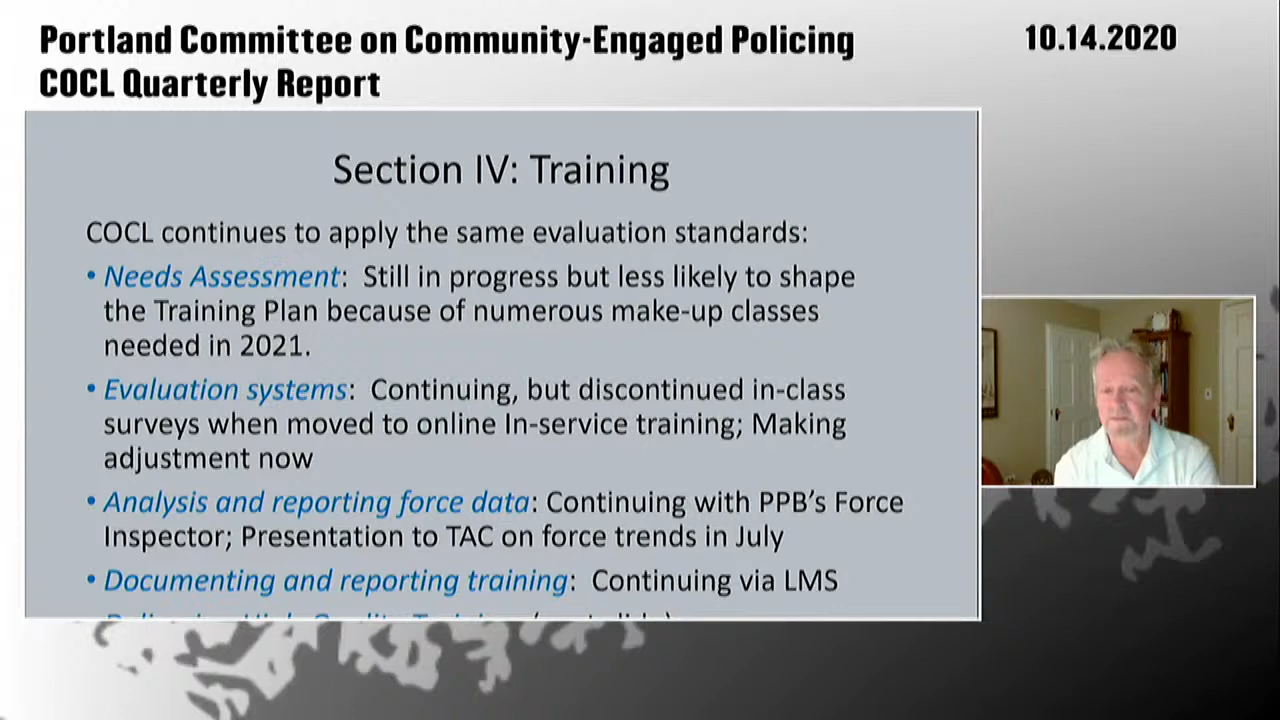 Portland Committee on Community-Engaged Policing
10.14.2020
COCL Quarterly Report
Section IV: Training
COCL continues to apply the same evaluation standards:
• Needs Assessment: Still in progress but less likely to shape
the Training Plan because of numerous make-up classes
needed in 2021.
• Evaluation systems: Continuing, but discontinued in-class
surveys when moved to online In-service training; Making
adjustment now
• Analysis and reporting force data: Continuing with PPB's Force
Inspector; Presentation to TAC on force trends in July
• Documenting and reporting training: Continuing via LMS